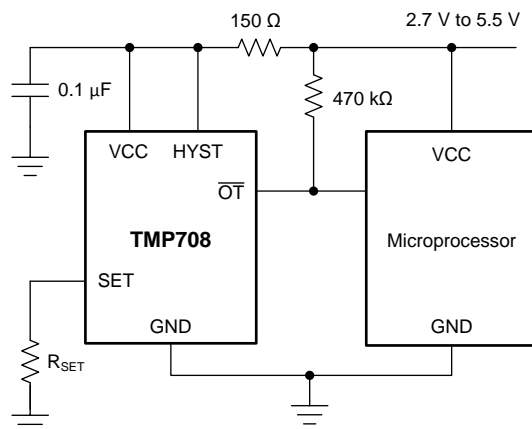 150 Ω
2.7 V to 5.5 V
0.1 µF
470 kΩ
VCC
HYST
VCC
OT
TMP708
Microprocessor
SET
GND
GND
RSET